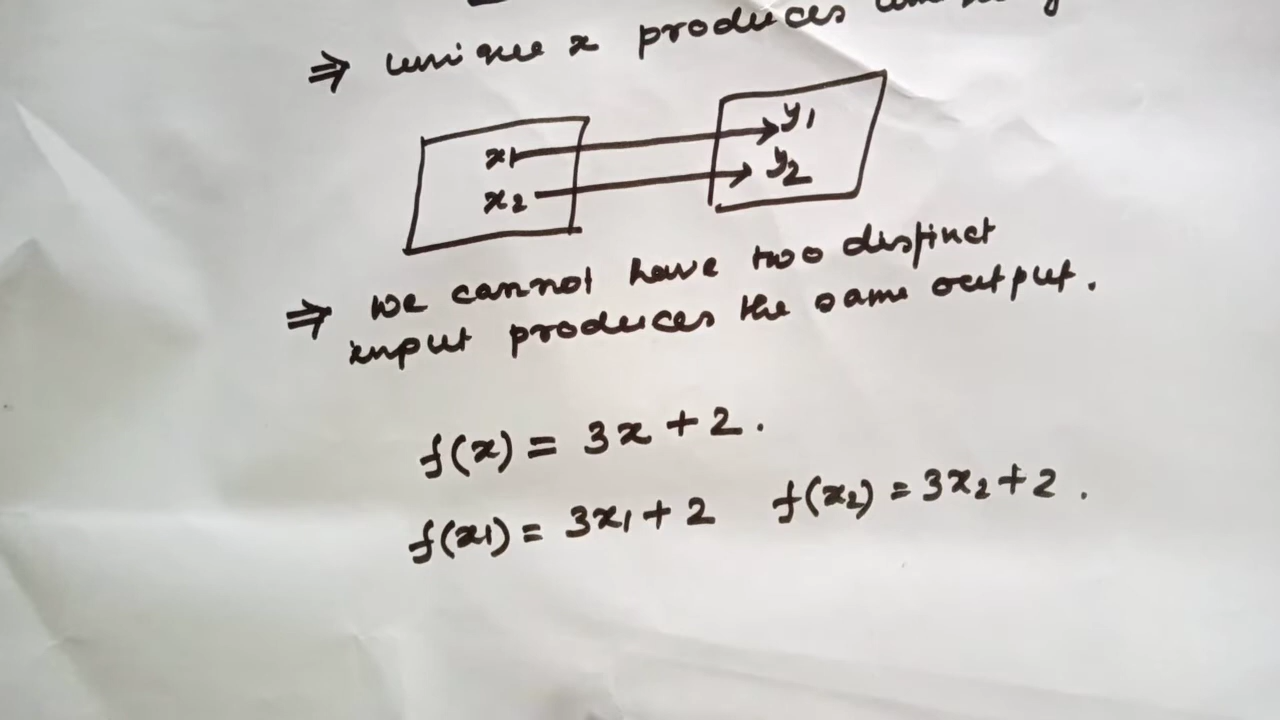 ⇒ unique x produces
x1 y1
x2 y2
⇒ we cannot have two distinct
input produces the same output.
f(x) = 3x + 2.
f(x1) = 3x1 + 2 f(x2) = 3x2 + 2.